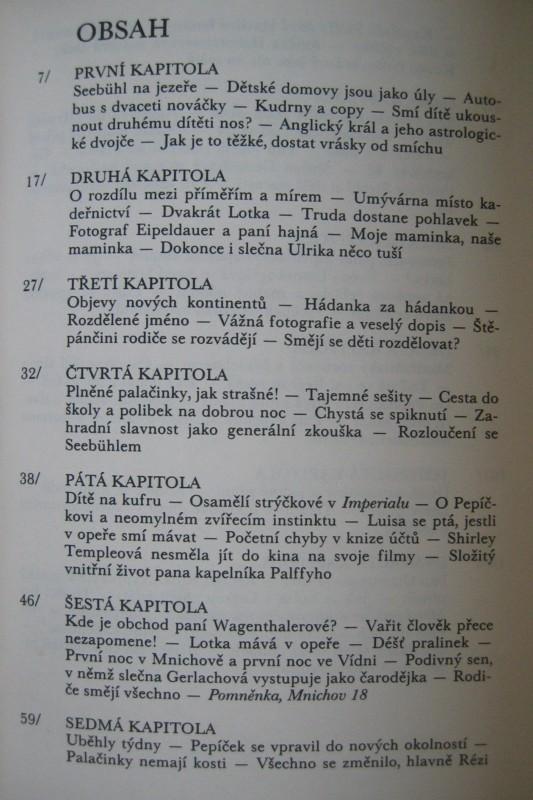 OBSAH
7/ PRVNÍ KAPITOLA
Seebühl na jezeře — Dětské domovy jsou jako úly — Auto-
bus s dvaceti nováčky — Kudrny a copy — Smí dítě ukous-
nout druhému dítěti nos? — Anglický král a jeho astrologic-
ké dvojče — Jak je to těžké, dostat vrásky od smíchu
17/ DRUHÁ KAPITOLA
O rozdílu mezi příměřím a mírem — Umývárna místo ka-
deřnictví — Dvakrát Lotka — Truda dostane pohlavek —
Fotograf Eipeldauer a paní hajná — Moje maminka, naše
maminka — Dokonce i slečna Ulrika něco tuší
27/ TŘETÍ KAPITOLA
Objevy nových kontinentů — Hádanka za hádankou —
Rozdělené jméno — Vážná fotografie a veselý dopis — Ště-
pánčini rodiče se rozvádějí — Smějí se děti rozdělovat?
32/ ČTVRTÁ KAPITOLA
Plněné palačinky, jak strašné! — Tajemné sešity — Cesta do
školy a polibek na dobrou noc — Chystá se spiknutí — Za-
hradní slavnost jako generální zkouška — Rozloučení se
Seebühlem
38/ PÁTÁ KAPITOLA
Dítě na kufru — Osamělí strýčkové v Imperialu — O Pepíč-
kovi a neomylném zvířecím instinktu — Luisa se ptá, jestli
v opeře smí mávat — Početní chyby v knize účtů — Shirley
Templeová nesměla jít do kina na svoje filmy — Složitý
vnitřní život pana kapelníka Palffyho
46/ ŠESTÁ KAPITOLA
Kde je obchod paní Wagenthalerové? — Vařit člověk přece
nezapomene! — Lotka mává v opeře — Déšť pralinek —
První noc v Mnichově a první noc ve Vídni — Podivný sen,
v němž slečna Gerlachová vystupuje jako čarodějka — Rodi-
če smějí všechno — Pomněnka, Mnichov 18
59/ SEDMÁ KAPITOLA
Uběhly týdny — Pepíček se vpravil do nových okolností —
Palačinky nemají kosti — Všechno se změnilo, hlavně Rézi